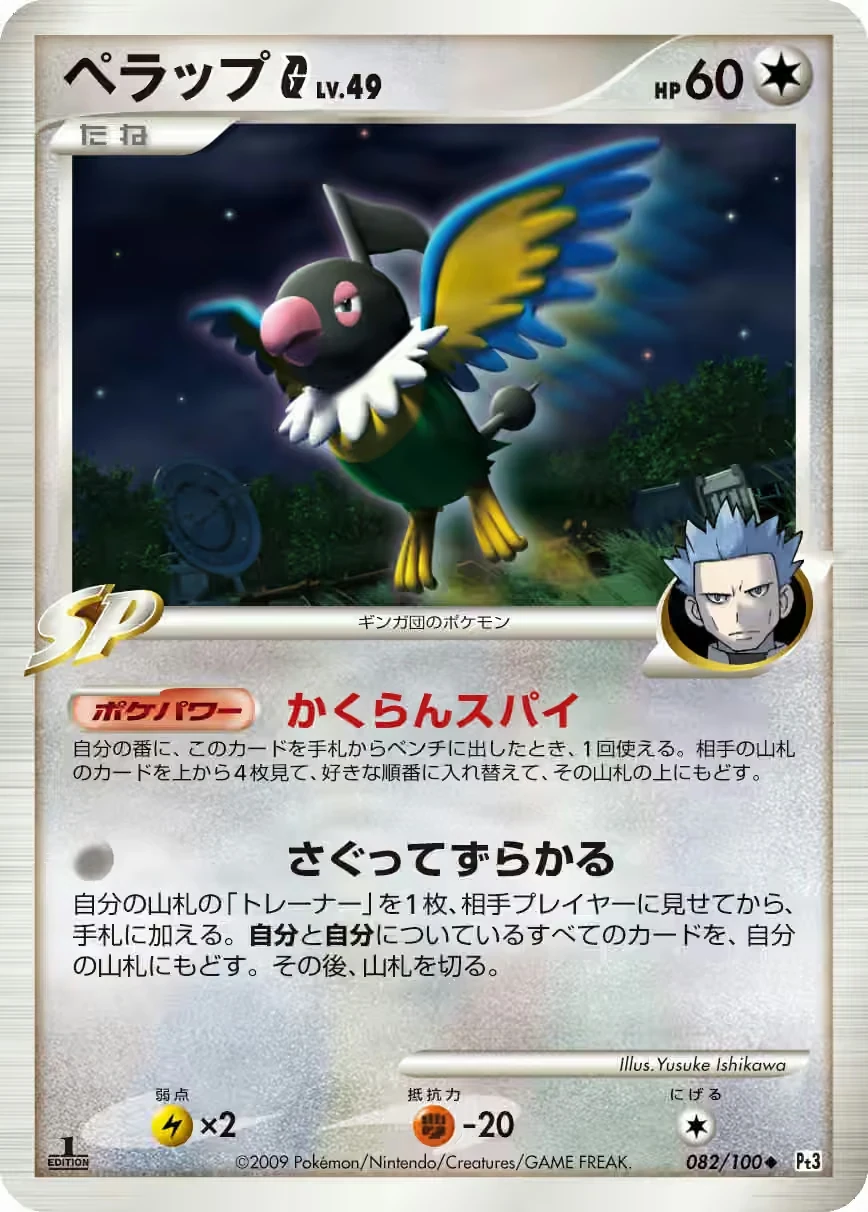 ペラップ G LV.49 HP60
たね
SP
ギンガ団のポケモン
ポケパワー かくらんスパイ
自分の番に、このカードを手札からベンチに出したとき、1回使える。相手の山札
のカードを上から4枚見て、好きな順番に入れ替えて、その山札の上にもどす。
さぐってずらかる
自分の山札の「トレーナー」を1枚、相手プレイヤーに見せてから、
手札に加える。自分と自分についているすべてのカードを、自分
の山札にもどす。その後、山札を切る。
Illus.Yusuke Ishikawa
弱点 抵抗力 にげる
×2 -20
1 EDITION ©2009 Pokémon/Nintendo/Creatures/GAME FREAK. 082/100◆ Pt3